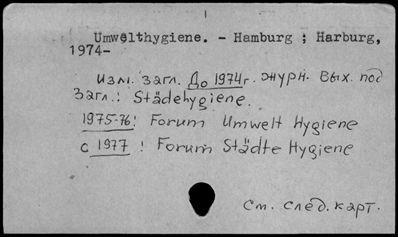 Umwelthygiene. - Hamburg ; Harburg,
1974-
Изм. загл. До 1974г. журн. вых. под
загл.: Städehygiene.
1975-76: Forum Umwelt Hygiene
с 1977 : Forum Städte Hygiene
См. след. карт.